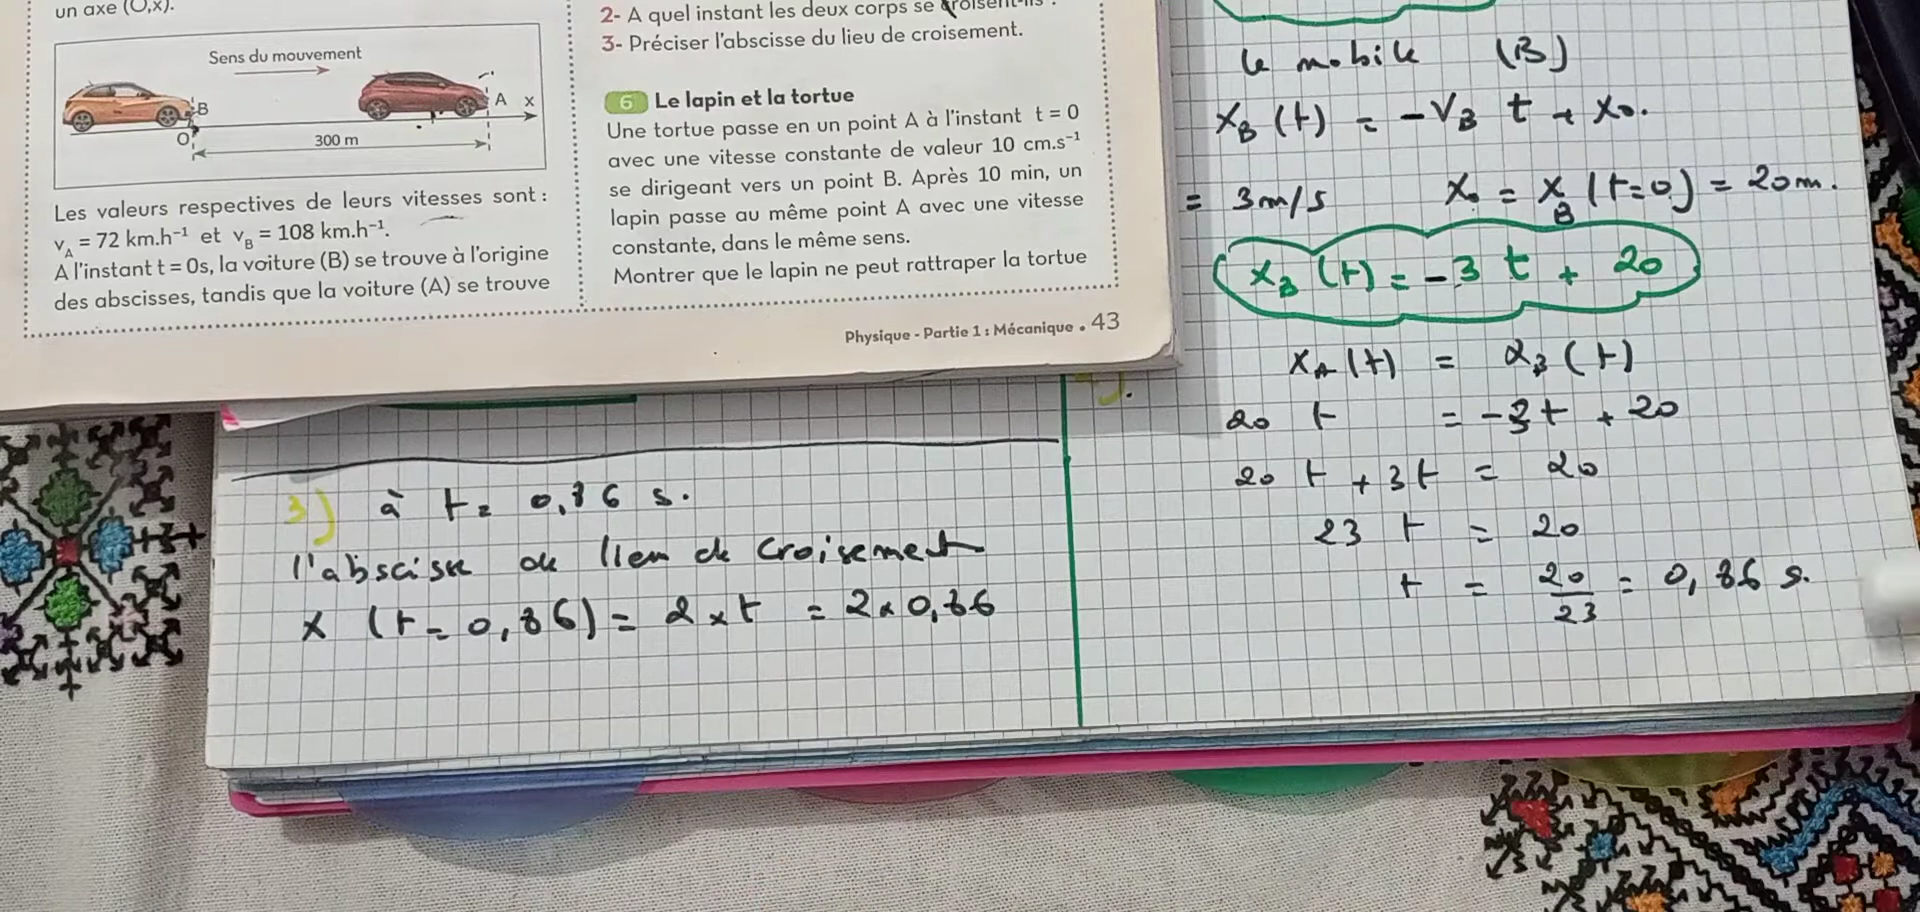 un axe (O,x).
Sens du mouvement
B
A
x
O
300 m
Les valeurs respectives de leurs vitesses sont :
vA = 72 km.h⁻¹ et vB = 108 km.h⁻¹.
A l'instant t = 0s, la voiture (B) se trouve à l'origine
des abscisses, tandis que la voiture (A) se trouve
2- A quel instant les deux corps se croisent-ils ?
3- Préciser l'abscisse du lieu de croisement.
6 Le lapin et la tortue
Une tortue passe en un point A à l'instant t = 0
avec une vitesse constante de valeur 10 cm.s⁻¹
se dirigeant vers un point B. Après 10 min, un
lapin passe au même point A avec une vitesse
constante, dans le même sens.
Montrer que le lapin ne peut rattraper la tortue
Physique - Partie 1 : Mécanique • 43
3) à t = 0,86 s.
l'abscisse du lieu de croisement
x (t = 0,86) = 2 × t = 2 × 0,86
le mobile (B)
xB (t) = -VB t + x0.
= 3m/s x0 = xB (t=0) = 20m.
xB (t) = -3 t + 20
xA (t) = xB (t)
20 t = -3t + 20
20 t + 3t = 20
23 t = 20
t = 20/23 = 0,86 s.